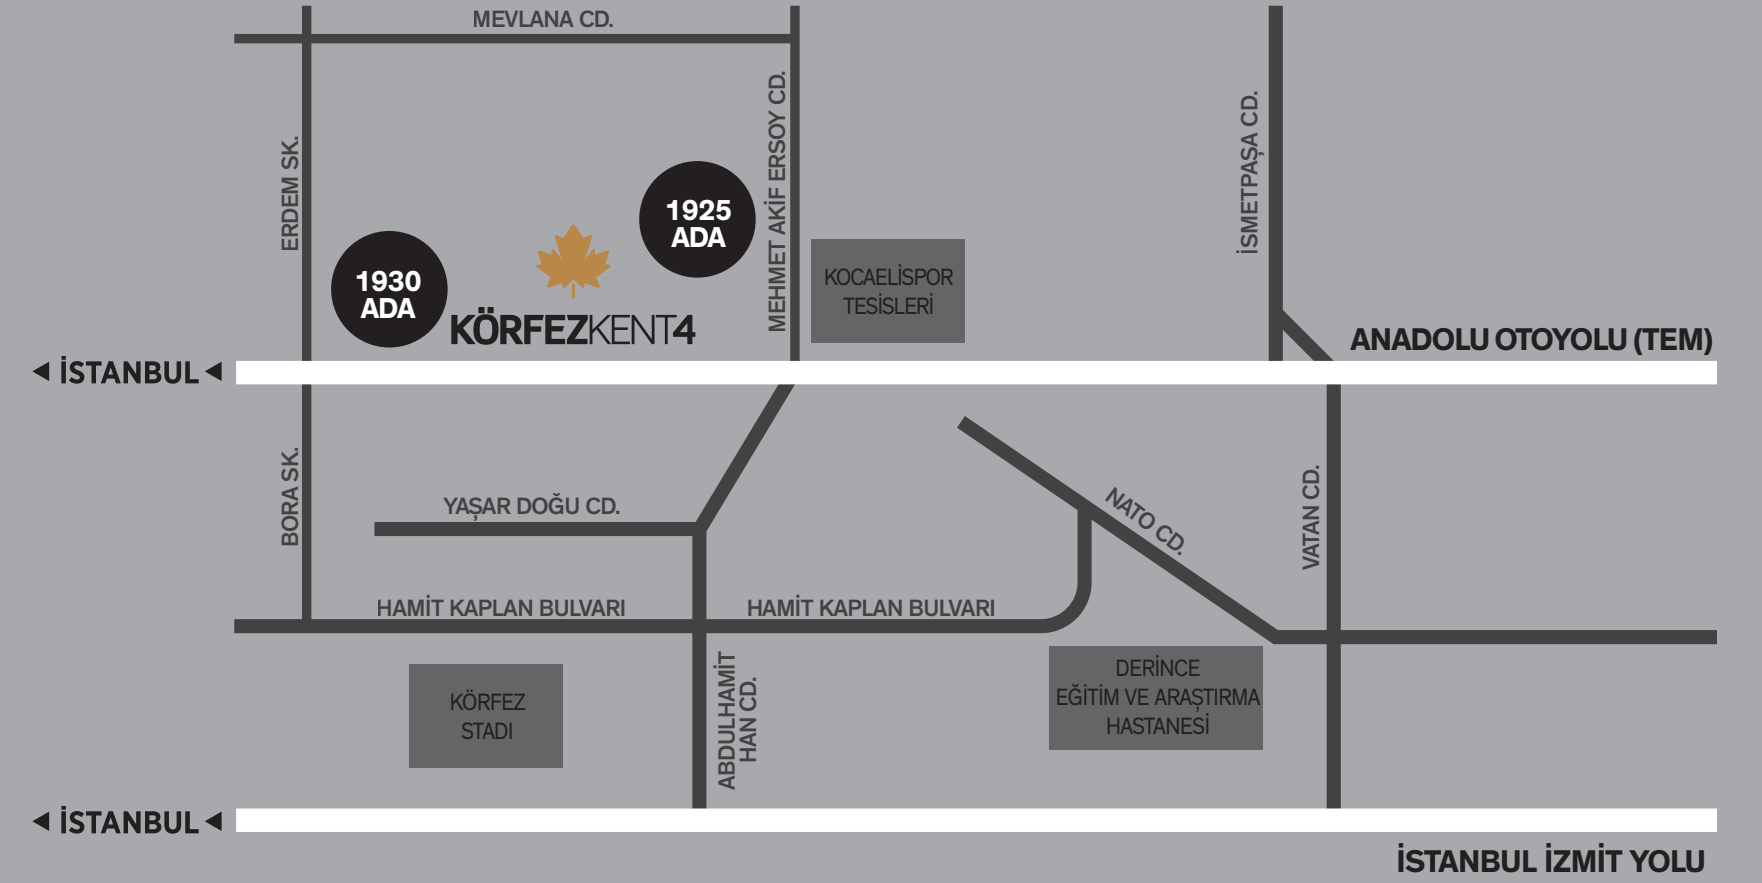 MEVLANA CD.
ERDEM SK.
MEHMET AKİF ERSOY CD.
İSMETPAŞA CD.
1925
ADA
1930
ADA
KÖRFEZKENT4
KOCAELİSPOR
TESİSLERİ
ANADOLU OTOYOLU (TEM)
İSTANBUL
BORA SK.
YAŞAR DOĞU CD.
NATO CD.
VATAN CD.
HAMİT KAPLAN BULVARI
HAMİT KAPLAN BULVARI
KÖRFEZ
STADI
ABDULHAMİT
HAN CD.
DERİNCE
EĞİTİM VE ARAŞTIRMA
HASTANESİ
İSTANBUL
İSTANBUL İZMİT YOLU